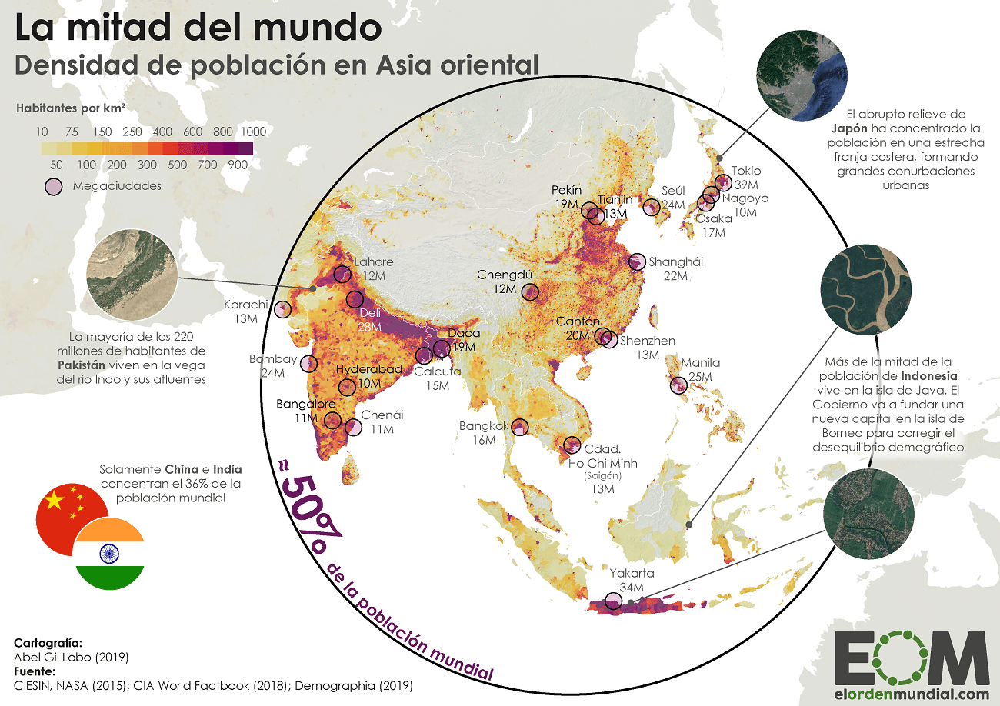 La mitad del mundo
Densidad de población en Asia oriental
Habitantes por km²
10 75 150 250 400 600 800 1000
50 100 200 300 500 700 900
Megaciudades
El abrupto relieve de
Japón ha concentrado la
población en una estrecha
franja costera, formando
grandes conurbaciones
urbanas
Tokio
39M
Nagoya
10M
Osaka
17M
Seúl
24M
Pekín
19M
Tianjin
13M
Shanghái
22M
Chengdú
12M
Cantón
20M
Shenzhen
13M
Manila
25M
Lahore
12M
Karachi
13M
Deli
28M
Daca
19M
Calcuta
15M
Bombay
24M
Hyderabad
10M
Bangalore
11M
Chenái
11M
Bangkok
16M
Cdad.
Ho Chi Minh
(Saigón)
13M
Yakarta
34M
La mayoría de los 220
millones de habitantes de
Pakistán viven en la vega
del río Indo y sus afluentes
Más de la mitad de la
población de Indonesia
vive en la isla de Java. El
Gobierno va a fundar una
nueva capital en la isla de
Borneo para corregir el
desequilibrio demográfico
Solamente China e India
concentran el 36% de la
población mundial
≈ 50% de la población mundial
Cartografía:
Abel Gil Lobo (2019)
Fuente:
CIESIN, NASA (2015); CIA World Factbook (2018); Demographia (2019)
EOM
elordenmundial.com